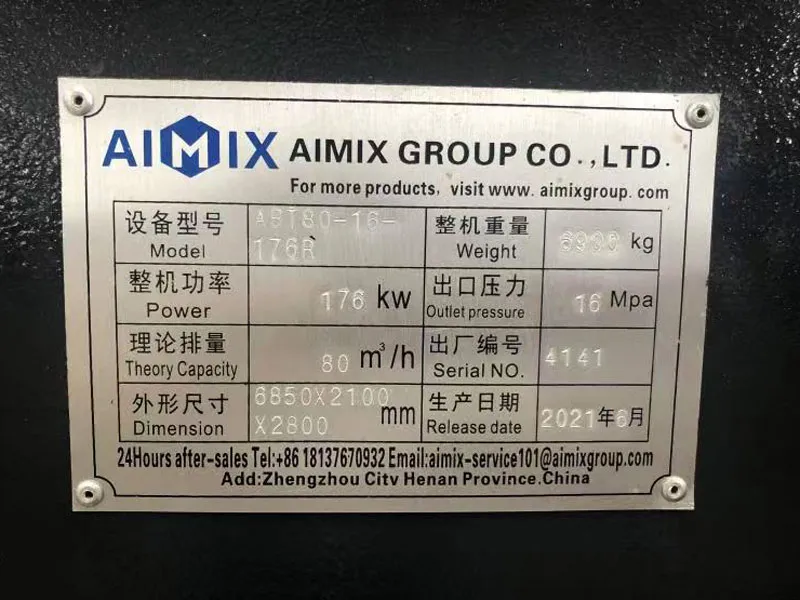 AIMIX AIMIX GROUP CO.,LTD.
For more products, visit www.aimixgroup.com
设备型号 ABT80-16- 整机重量 kg
Model 176R Weight
整机功率 176 kw 出口压力 16 Mpa
Power Outlet pressure
理论排量 80 m³/h 出厂编号 4141
Theory Capacity Serial NO.
外形尺寸 6850X2100 mm 生产日期 2021年6月
Dimension X2800 Release date
24Hours after-sales Tel:+86 18137670932 Email:aimix-service101@aimixgroup.com
Add:Zhengzhou City Henan Province.China